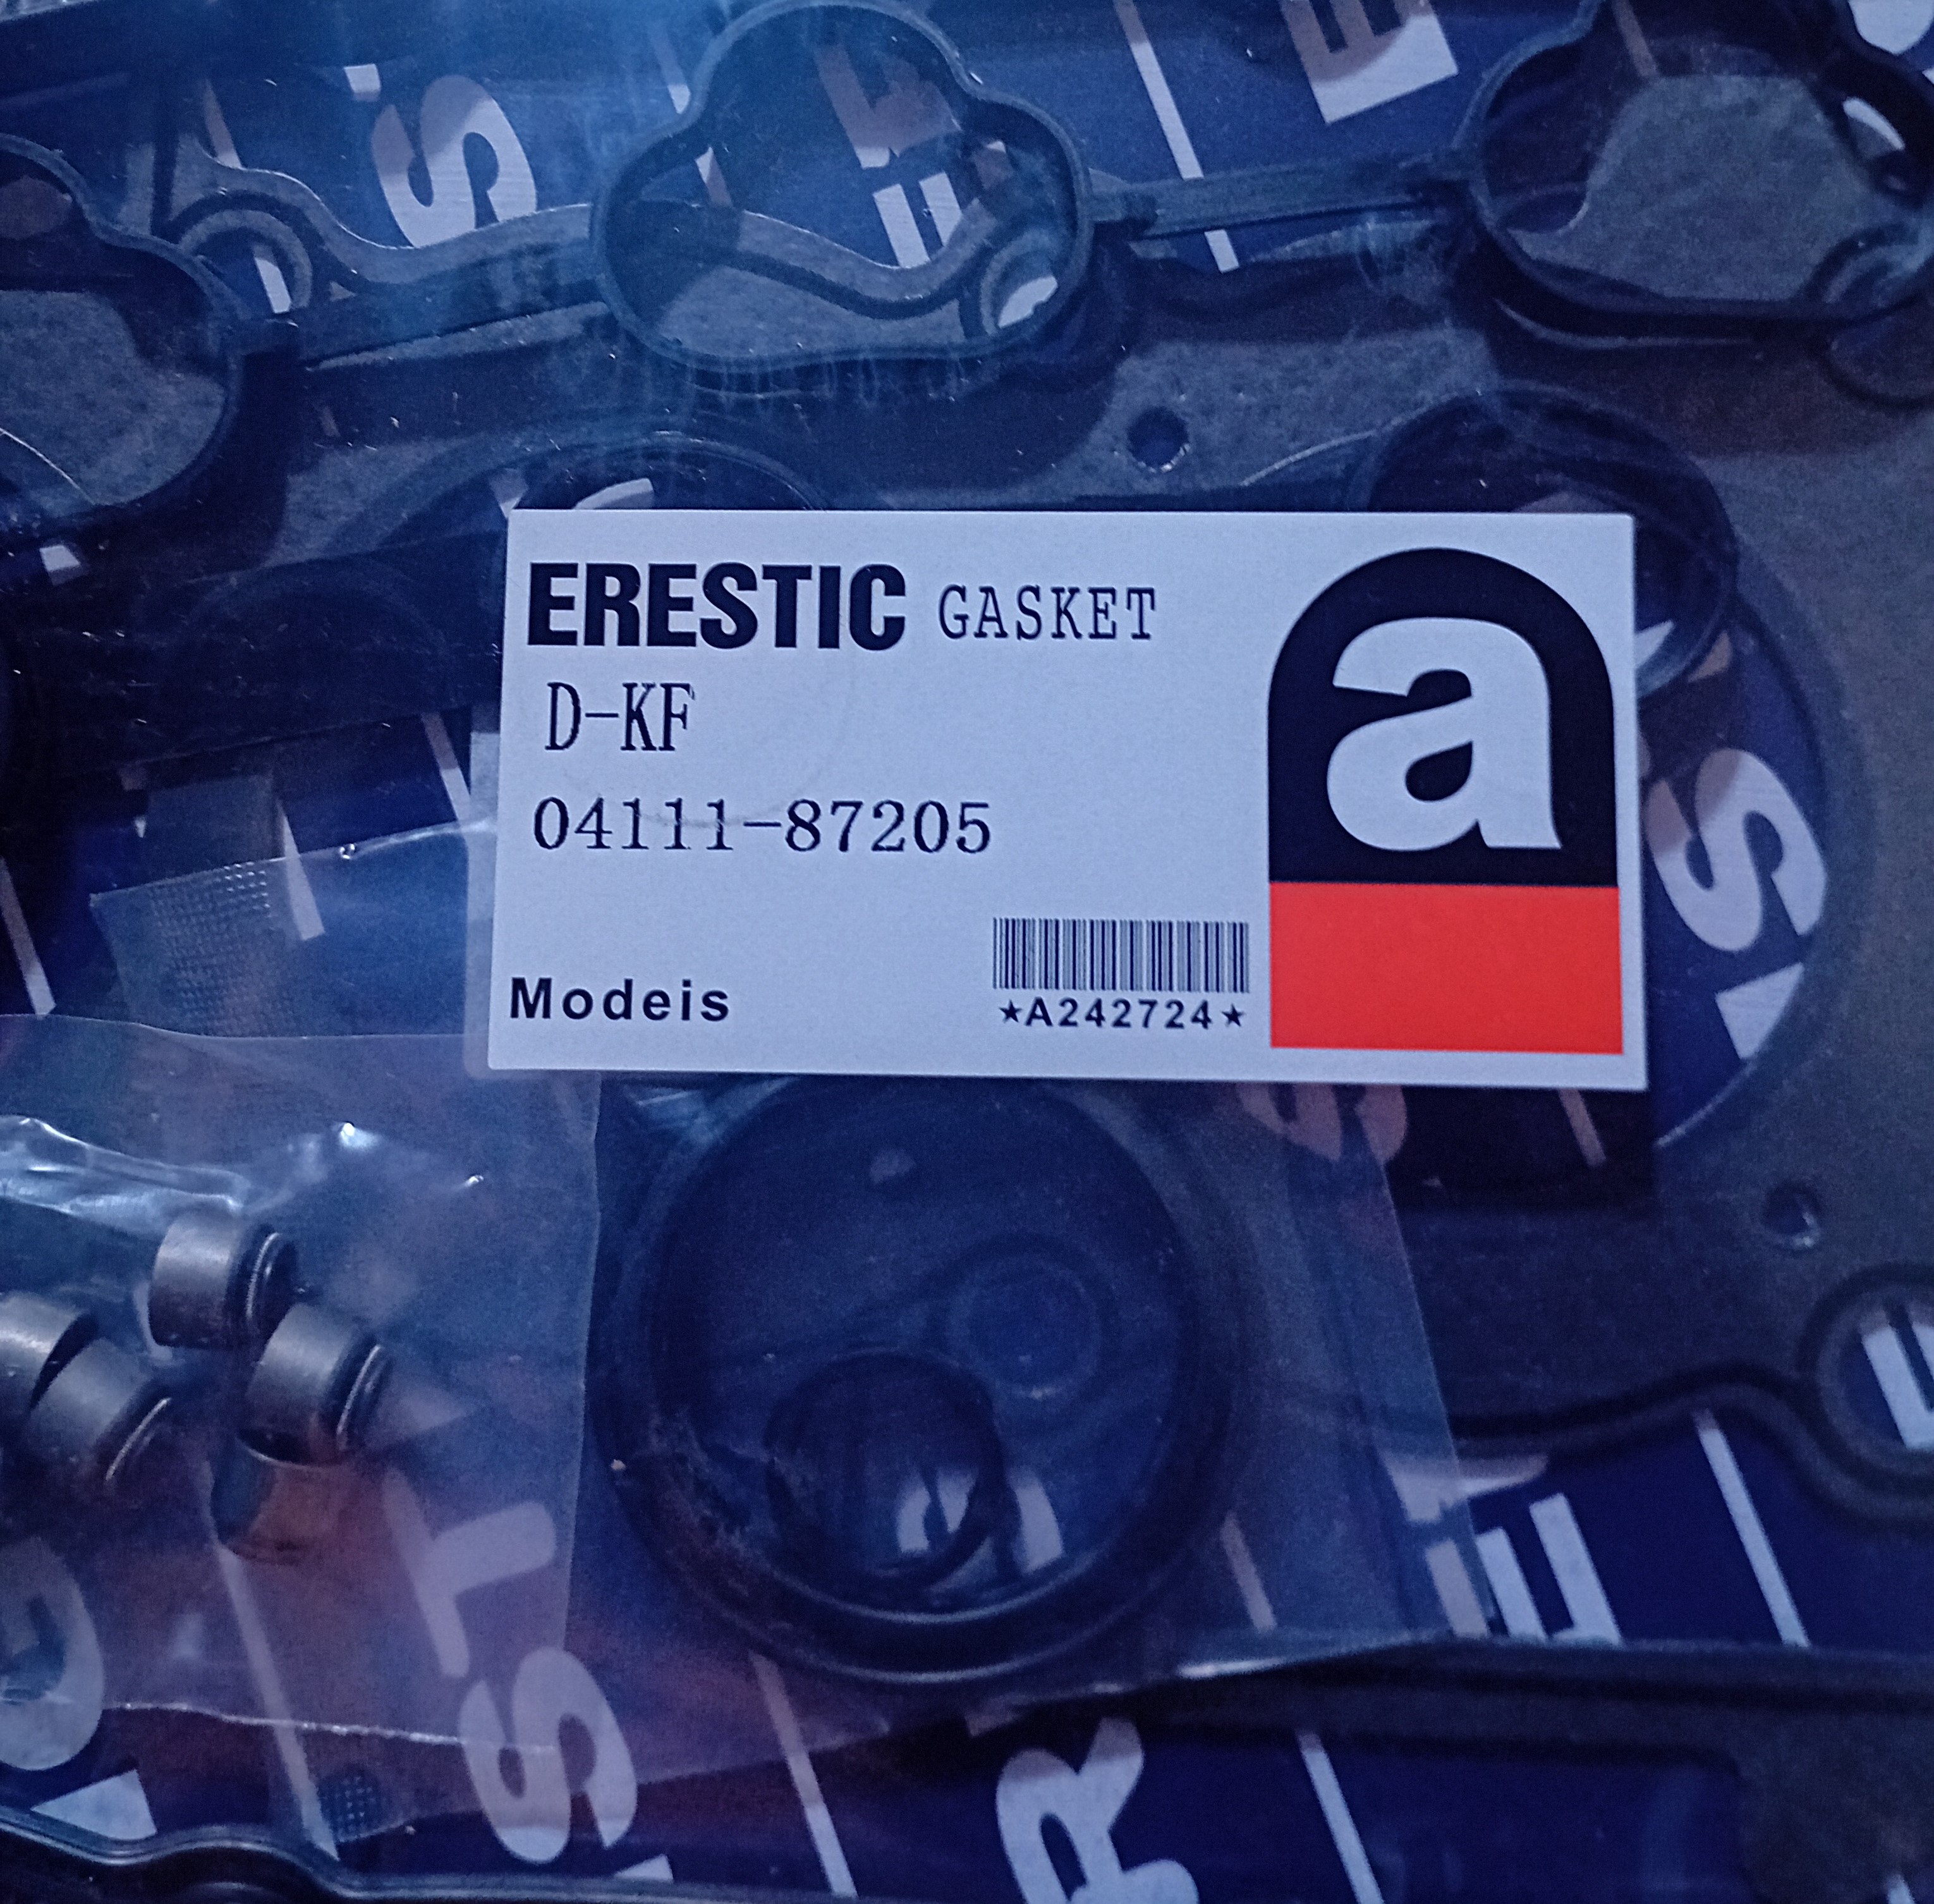 ERESTIC GASKET
D-KF
04111-87205
a
Modeis
★A242724★